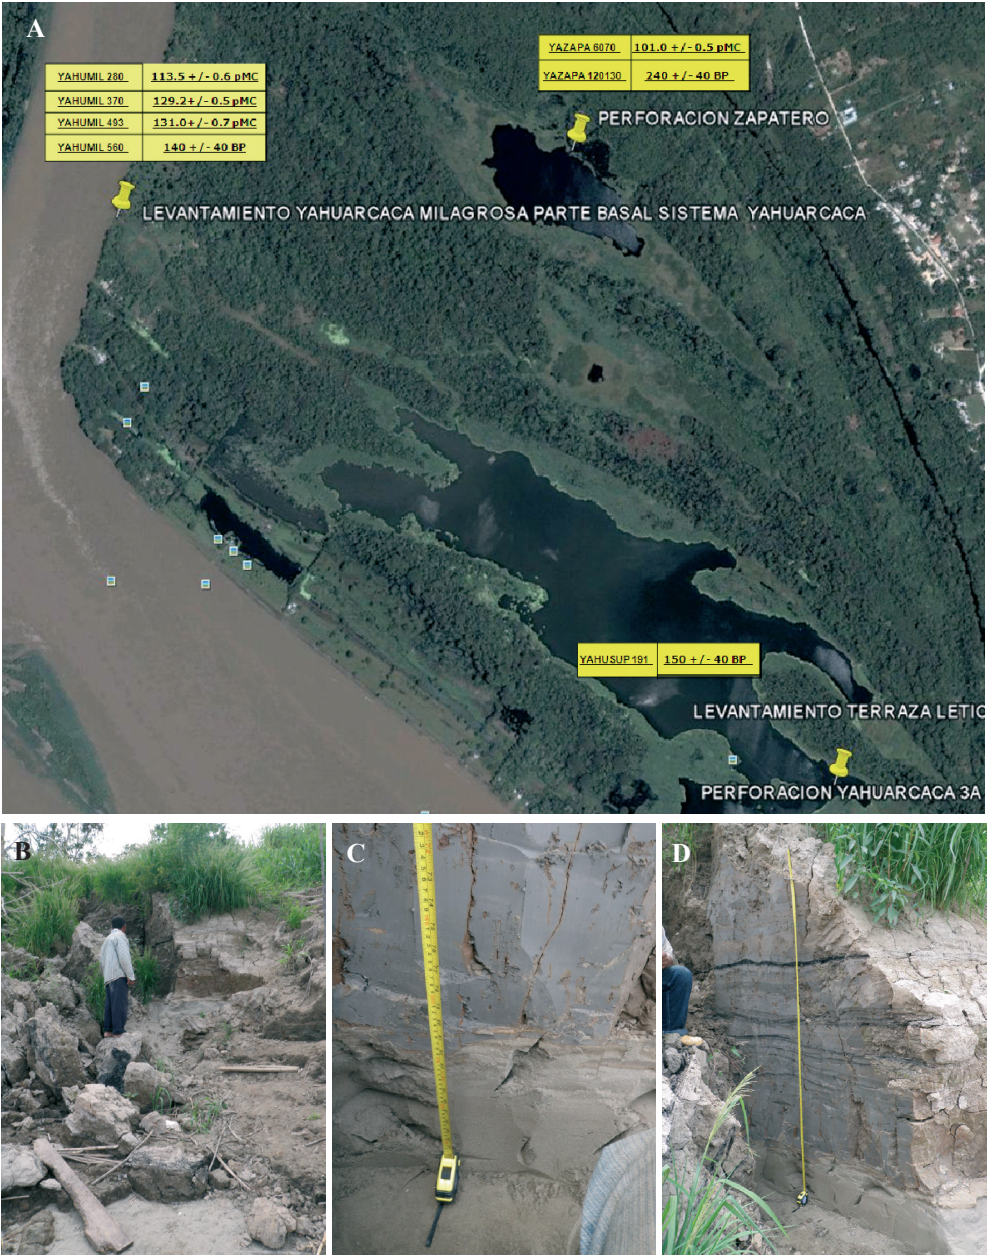 A
YAHUMIL 280 113.5 +/- 0.6 pMC
YAHUMIL 370 129.2+/- 0.5 pMC
YAHUMIL 493 131.0+/- 0.7 pMC
YAHUMIL 560 140 +/- 40 BP
YAZAPA 6070 101.0 +/- 0.5 pMC
YAZAPA 120130 240 +/- 40 BP
PERFORACION ZAPATERO
LEVANTAMIENTO YAHUARCACA MILAGROSA PARTE BASAL SISTEMA YAHUARCACA
YAHUSUP 191 150 +/- 40 BP
LEVANTAMIENTO TERRAZA LETIC
PERFORACION YAHUARCACA 3A
B
C
D